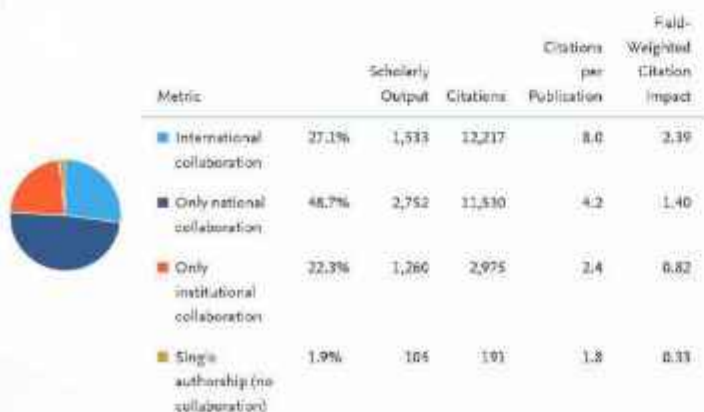 Field-
Citations Weighted
Scholarly per Citation
Metric Output Citations Publication Impact
International 27.1% 1,533 12,217 8.0 2.39
collaboration
Only national 48.7% 2,752 11,530 4.2 1.40
collaboration
Only 22.3% 1,260 2,975 2.4 0.82
institutional
collaboration
Single 1.9% 191 1.8 0.33
authorship (no
collaboration)